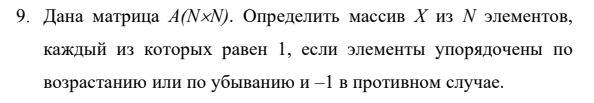 9. Дана матрица A(N×N). Определить массив X из N элементов,
каждый из которых равен 1, если элементы упорядочены по
возрастанию или по убыванию и –1 в противном случае.